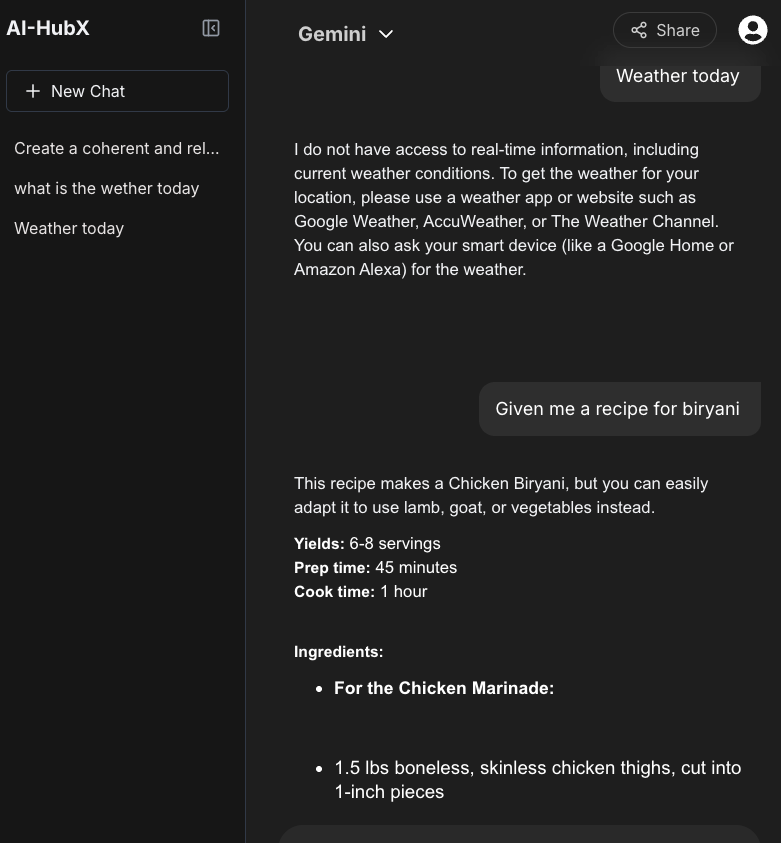 AI-HubX
+ New Chat
Create a coherent and rel...
what is the wether today
Weather today
Gemini
Share
Weather today
I do not have access to real-time information, including
current weather conditions. To get the weather for your
location, please use a weather app or website such as
Google Weather, AccuWeather, or The Weather Channel.
You can also ask your smart device (like a Google Home or
Amazon Alexa) for the weather.
Given me a recipe for biryani
This recipe makes a Chicken Biryani, but you can easily
adapt it to use lamb, goat, or vegetables instead.
Yields: 6-8 servings
Prep time: 45 minutes
Cook time: 1 hour
Ingredients:
• For the Chicken Marinade:
• 1.5 lbs boneless, skinless chicken thighs, cut into
1-inch pieces